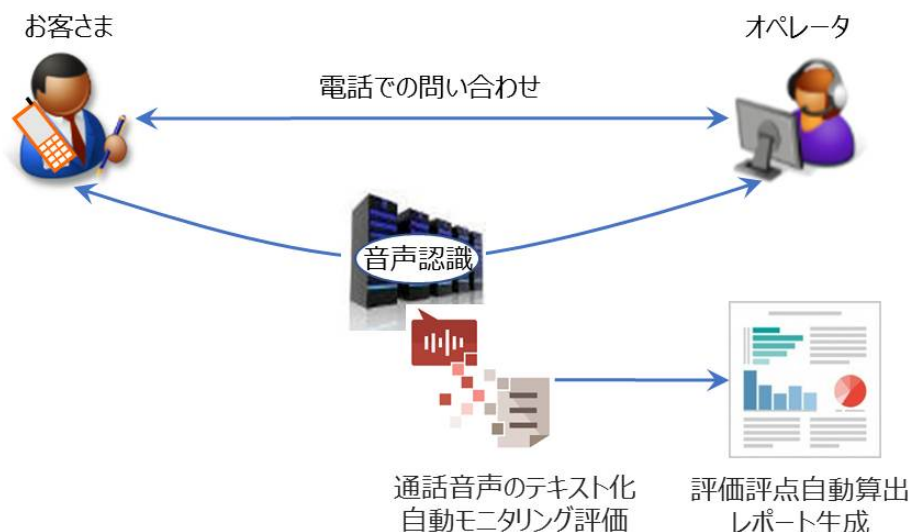 お客さま
オペレータ
電話での問い合わせ
音声認識
通話音声のテキスト化
自動モニタリング評価
評価評点自動算出
レポート生成